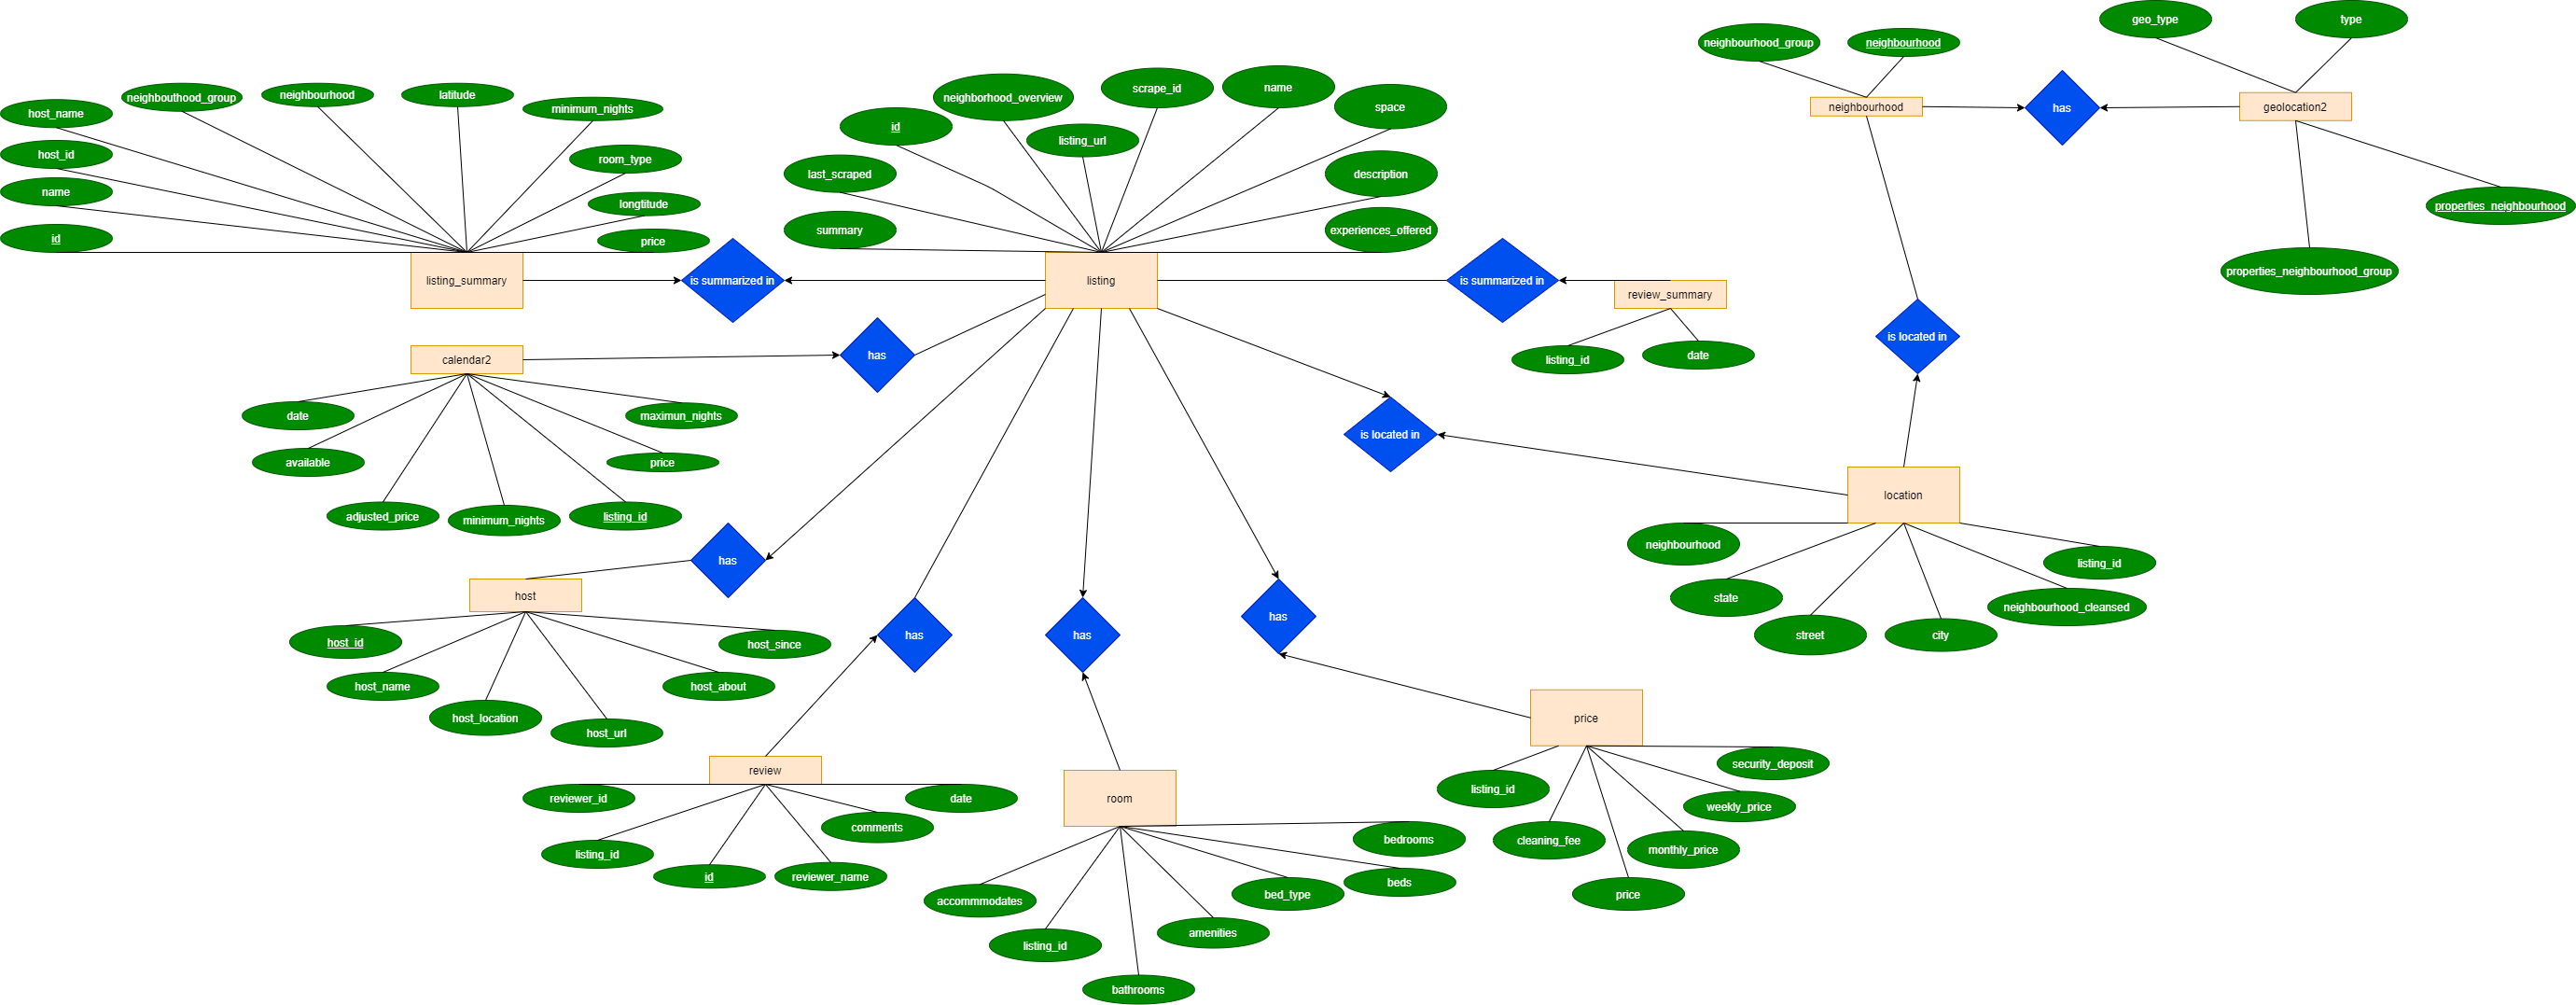 geo_type
type
neighbourhood_group
neighbourhood
neighbourhood
has
geolocation2
properties_neighbourhood
properties_neighbourhood_group
host_name
neighbouthood_group
neighbourhood
latitude
minimum_nights
host_id
room_type
name
longtitude
id
price
listing_summary
is summarized in
id
neighborhood_overview
listing_url
scrape_id
name
space
last_scraped
description
summary
experiences_offered
listing
is summarized in
review_summary
listing_id
date
is located in
calendar2
has
date
maximun_nights
available
price
adjusted_price
minimum_nights
listing_id
is located in
location
neighbourhood
listing_id
state
neighbourhood_cleansed
street
city
has
host
host_id
host_since
host_name
host_about
host_location
host_url
has
has
has
review
reviewer_id
date
comments
listing_id
id
reviewer_name
room
bedrooms
accommmodates
bed_type
beds
listing_id
amenities
bathrooms
price
security_deposit
listing_id
weekly_price
cleaning_fee
monthly_price
price